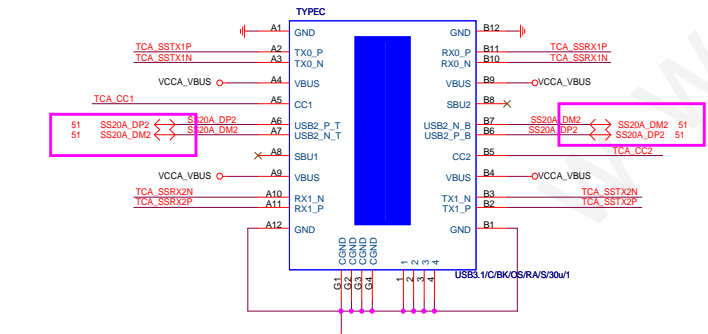 TYPEC
A1 GND GND B12
TCA_SSTX1P A2 TX0_P RX0_P B11 TCA_SSRX1P
TCA_SSTX1N A3 TX0_N RX0_N B10 TCA_SSRX1N
VCCA_VBUS A4 VBUS VBUS B9 VCCA_VBUS
TCA_CC1 A5 CC1 SBU2 B8
51 SS20A_DP2 SS20A_DP2 A6 USB2_P_T USB2_N_B B7 SS20A_DM2 SS20A_DM2 51
51 SS20A_DM2 SS20A_DM2 A7 USB2_N_T USB2_P_B B6 SS20A_DP2 SS20A_DP2 51
A8 SBU1 CC2 B5 TCA_CC2
VCCA_VBUS A9 VBUS VBUS B4 VCCA_VBUS
TCA_SSRX2N A10 RX1_N TX1_N B3 TCA_SSTX2N
TCA_SSRX2P A11 RX1_P TX1_P B2 TCA_SSTX2P
A12 GND GND B1
CGND CGND CGND CGND 1 2 3 4
G1 G2 G3 G4 1 2 3 4
USB3.1/C/BK/OS/RA/S/30u/1